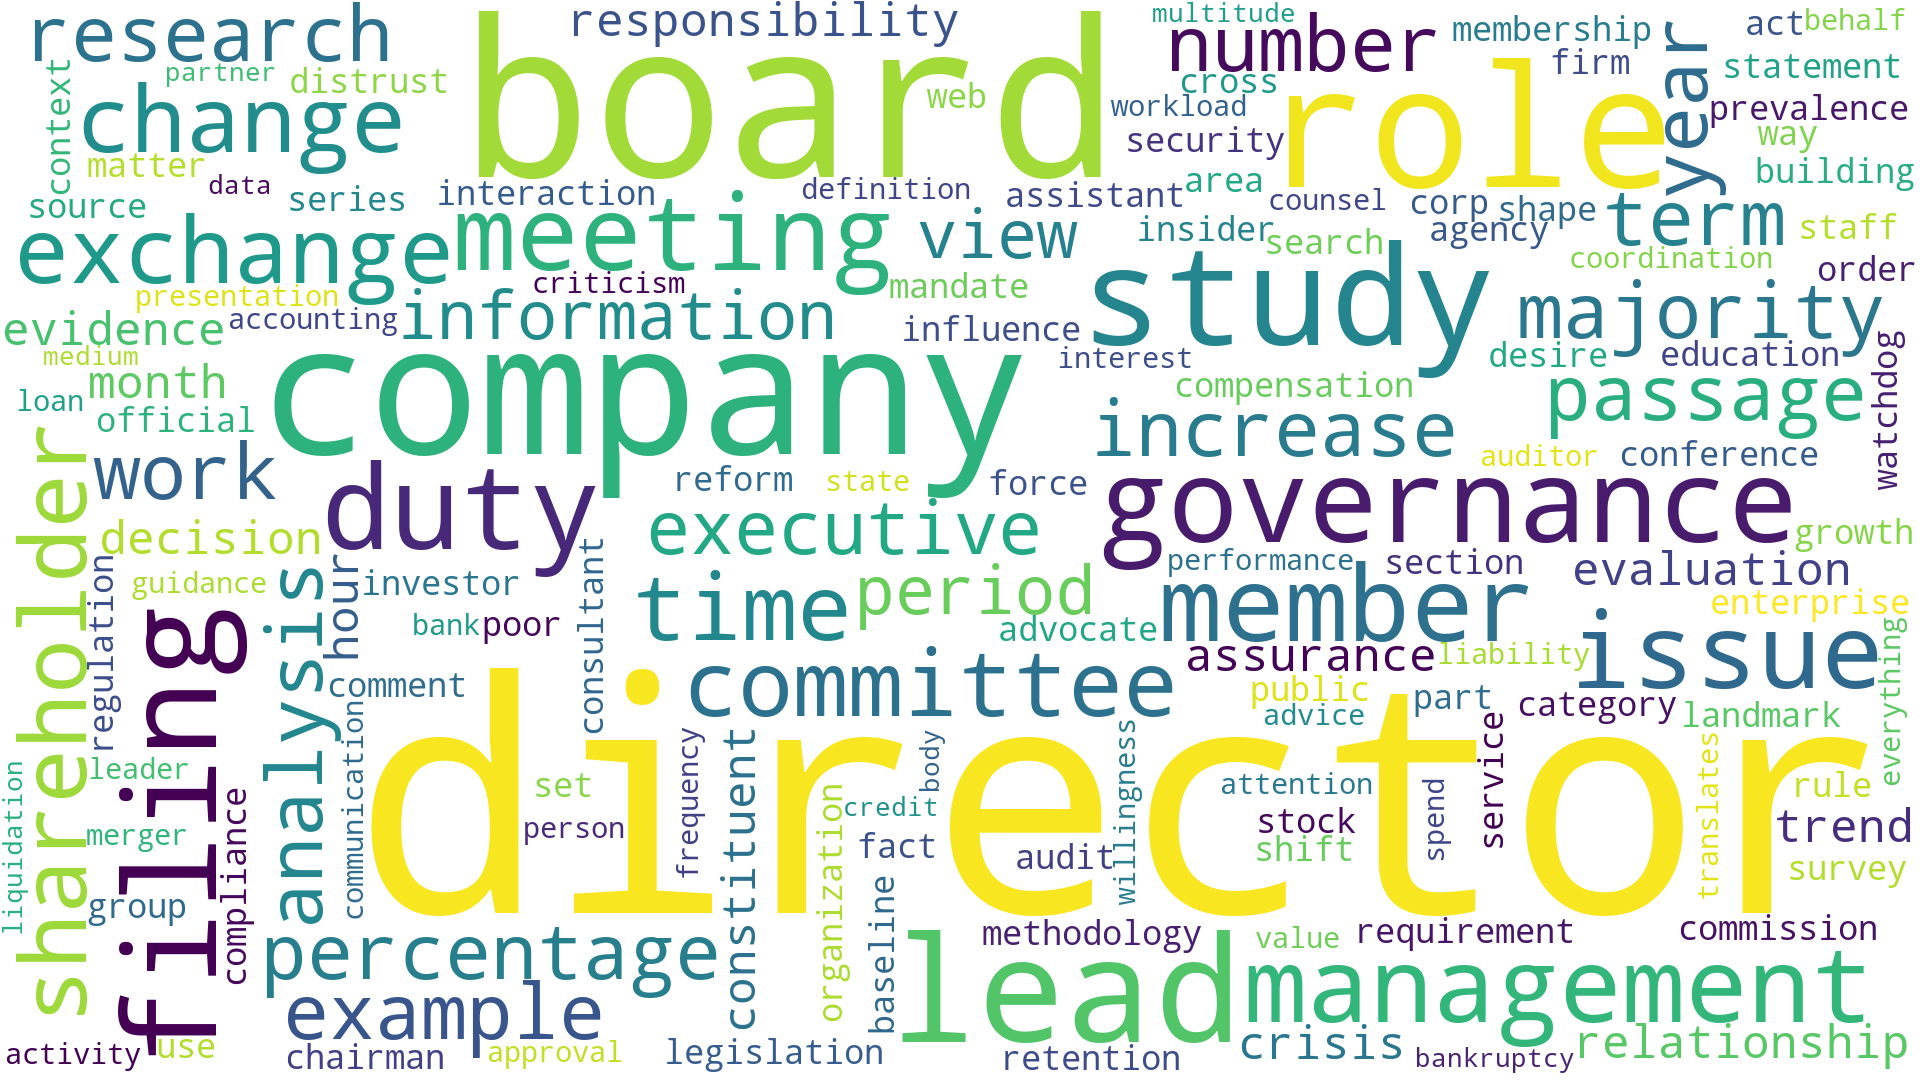 research
board
responsibility
multitude
number
membership
act
behalf
partner
distrust
change
context
web
cross
firm
year
statement
role
workload
prevalence
security
way
matter
data
series
interaction
definition
assistant
area
counsel
corp
shape
building
source
exchange
meeting
view
insider
search
agency
term
staff
criticism
mandate
study
coordination
order
presentation
accounting
information
influence
majority
evidence
medium
company
interest
desire
education
watchdog
month
loan
official
compensation
passage
increase
auditor
conference
shareholder
work
duty
reform
state
force
governance
decision
executive
growth
regulation
guidance
analysis
hour
investor
consultant
time
period
performance
section
evaluation
member
enterprise
filing
bank
poor
advocate
assurance
liability
issue
everything
comment
committee
public
part
category
landmark
communication
director
constituent
advice
leader
liquidation
merger
compliance
set
person
frequency
body
credit
organization
willingness
attention
stock
shift
spend
service
translates
rule
trend
survey
group
fact
audit
baseline
percentage
methodology
value
requirement
commission
lead
management
example
activity
use
chairman
approval
legislation
retention
crisis
bankruptcy
relationship